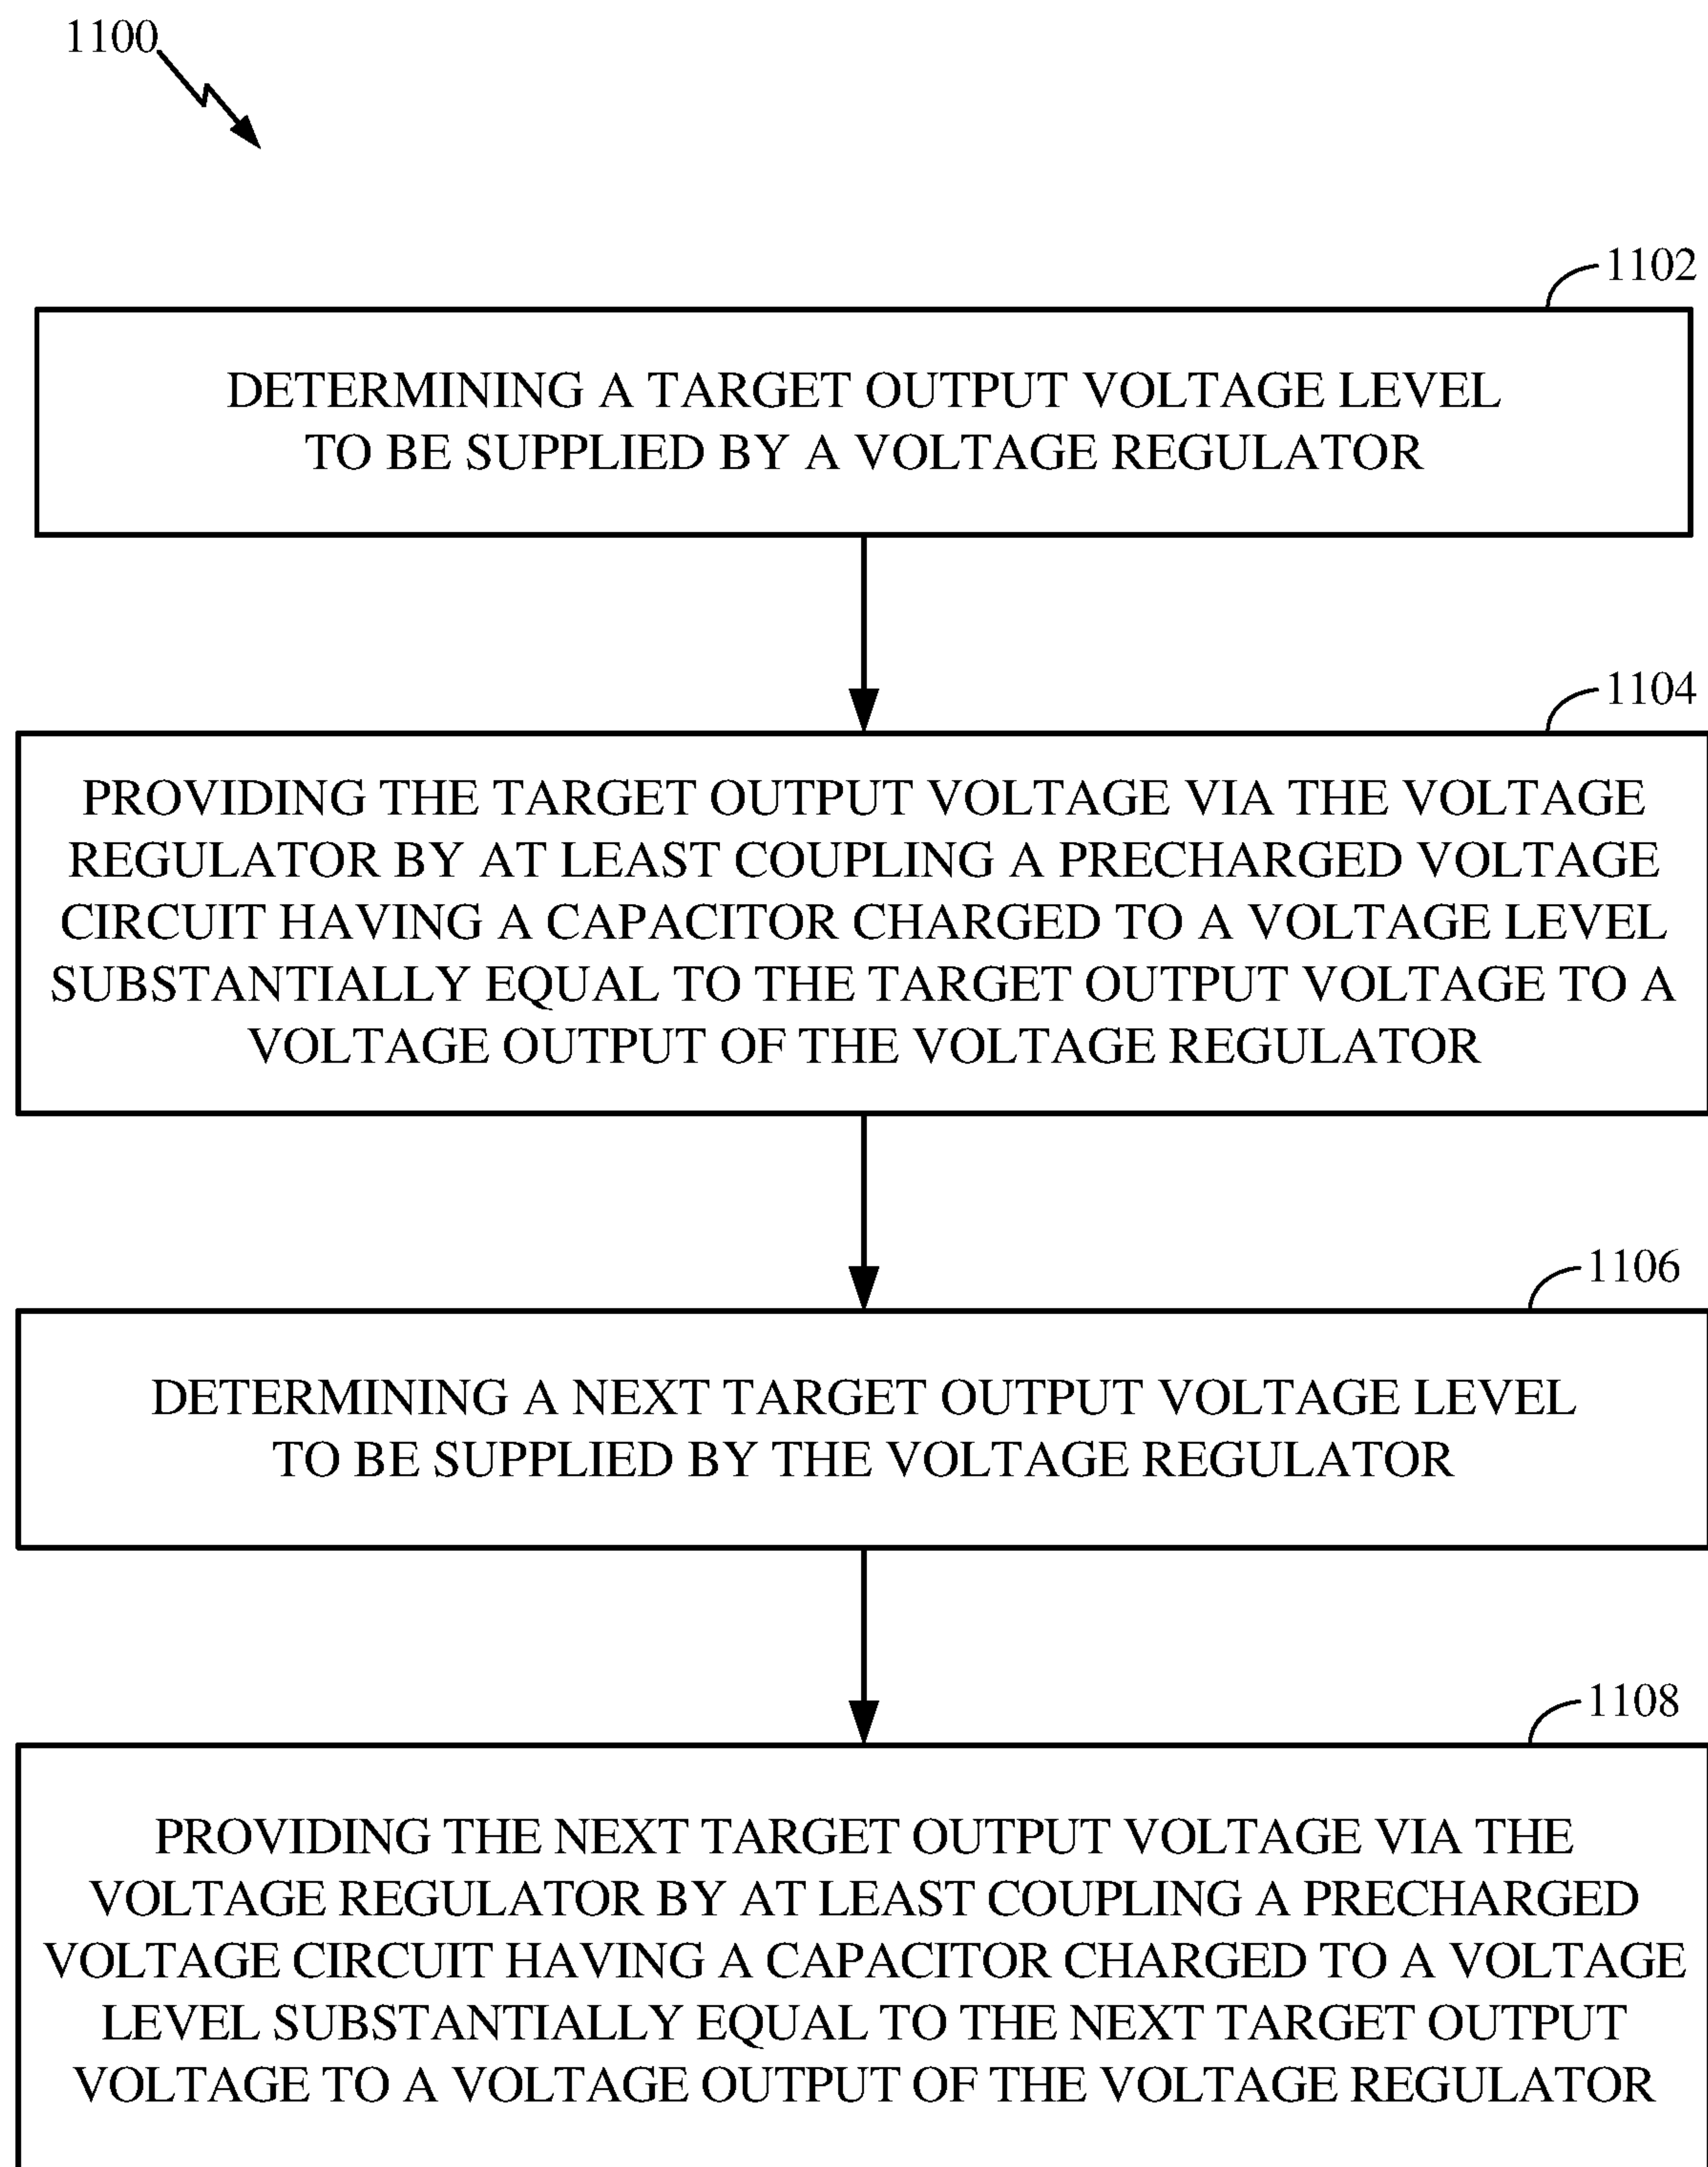 1100
1102
DETERMINING A TARGET OUTPUT VOLTAGE LEVEL
TO BE SUPPLIED BY A VOLTAGE REGULATOR
1104
PROVIDING THE TARGET OUTPUT VOLTAGE VIA THE VOLTAGE
REGULATOR BY AT LEAST COUPLING A PRECHARGED VOLTAGE
CIRCUIT HAVING A CAPACITOR CHARGED TO A VOLTAGE LEVEL
SUBSTANTIALLY EQUAL TO THE TARGET OUTPUT VOLTAGE TO A
VOLTAGE OUTPUT OF THE VOLTAGE REGULATOR
1106
DETERMINING A NEXT TARGET OUTPUT VOLTAGE LEVEL
TO BE SUPPLIED BY THE VOLTAGE REGULATOR
1108
PROVIDING THE NEXT TARGET OUTPUT VOLTAGE VIA THE
VOLTAGE REGULATOR BY AT LEAST COUPLING A PRECHARGED
VOLTAGE CIRCUIT HAVING A CAPACITOR CHARGED TO A VOLTAGE
LEVEL SUBSTANTIALLY EQUAL TO THE NEXT TARGET OUTPUT
VOLTAGE TO A VOLTAGE OUTPUT OF THE VOLTAGE REGULATOR